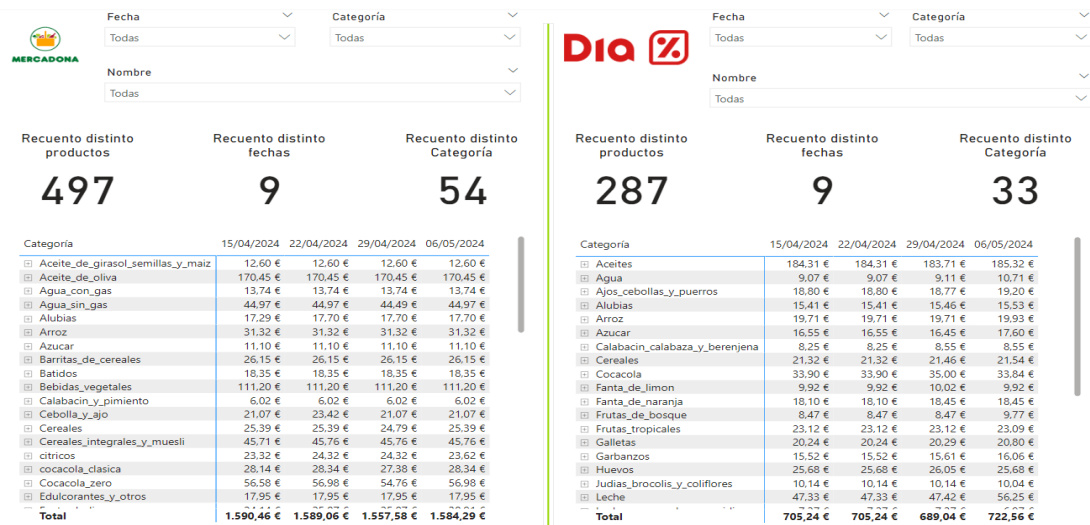 Fecha
Categoría
MERCADONA
Todas
Todas
Nombre
Todas
Recuento distinto productos
Recuento distinto fechas
Recuento distinto Categoría
497
9
54
Categoría 15/04/2024 22/04/2024 29/04/2024 06/05/2024
Aceite_de_girasol_semillas_y_maiz 12,60 € 12,60 € 12,60 € 12,60 €
Aceite_de_oliva 170,45 € 170,45 € 170,45 € 170,45 €
Agua_con_gas 13,74 € 13,74 € 13,74 € 13,74 €
Agua_sin_gas 44,97 € 44,97 € 44,49 € 44,97 €
Alubias 17,29 € 17,70 € 17,70 € 17,70 €
Arroz 31,32 € 31,32 € 31,32 € 31,32 €
Azucar 11,10 € 11,10 € 11,10 € 11,10 €
Barritas_de_cereales 26,15 € 26,15 € 26,15 € 26,15 €
Batidos 18,35 € 18,35 € 18,35 € 18,35 €
Bebidas_vegetales 111,20 € 111,20 € 111,20 € 111,20 €
Calabacin_y_pimiento 6,02 € 6,02 € 6,02 € 6,02 €
Cebolla_y_ajo 21,07 € 23,42 € 21,07 € 21,07 €
Cereales 25,39 € 25,39 € 24,79 € 25,39 €
Cereales_integrales_y_muesli 45,71 € 45,76 € 45,76 € 45,76 €
citricos 23,32 € 24,32 € 24,32 € 23,62 €
cocacola_clasica 28,14 € 28,34 € 27,38 € 28,34 €
Cocacola_zero 56,58 € 56,98 € 54,76 € 56,98 €
Edulcorantes_y_otros 17,95 € 17,95 € 17,95 € 17,95 €
Total 1.590,46 € 1.589,06 € 1.557,58 € 1.584,29 €
Dia %
Fecha
Categoría
Todas
Todas
Nombre
Todas
Recuento distinto productos
Recuento distinto fechas
Recuento distinto Categoría
287
9
33
Categoría 15/04/2024 22/04/2024 29/04/2024 06/05/2024
Aceites 184,31 € 184,31 € 183,71 € 185,32 €
Agua 9,07 € 9,07 € 9,11 € 10,71 €
Ajos_cebollas_y_puerros 18,80 € 18,80 € 18,77 € 19,20 €
Alubias 15,41 € 15,41 € 15,46 € 15,53 €
Arroz 19,71 € 19,71 € 19,71 € 19,93 €
Azucar 16,55 € 16,55 € 16,45 € 17,60 €
Calabacin_calabaza_y_berenjena 8,25 € 8,25 € 8,55 € 8,55 €
Cereales 21,32 € 21,32 € 21,46 € 21,54 €
Cocacola 33,90 € 33,90 € 35,00 € 33,84 €
Fanta_de_limon 9,92 € 9,92 € 10,02 € 9,92 €
Fanta_de_naranja 18,10 € 18,10 € 18,45 € 18,45 €
Frutas_de_bosque 8,47 € 8,47 € 8,47 € 9,77 €
Frutas_tropicales 23,12 € 23,12 € 23,12 € 23,09 €
Galletas 20,24 € 20,24 € 20,29 € 20,80 €
Garbanzos 15,52 € 15,52 € 15,61 € 16,06 €
Huevos 25,68 € 25,68 € 26,05 € 25,68 €
Judias_brocolis_y_coliflores 10,14 € 10,14 € 10,14 € 10,04 €
Leche 47,33 € 47,33 € 47,42 € 56,25 €
Total 705,24 € 705,24 € 689,04 € 722,56 €